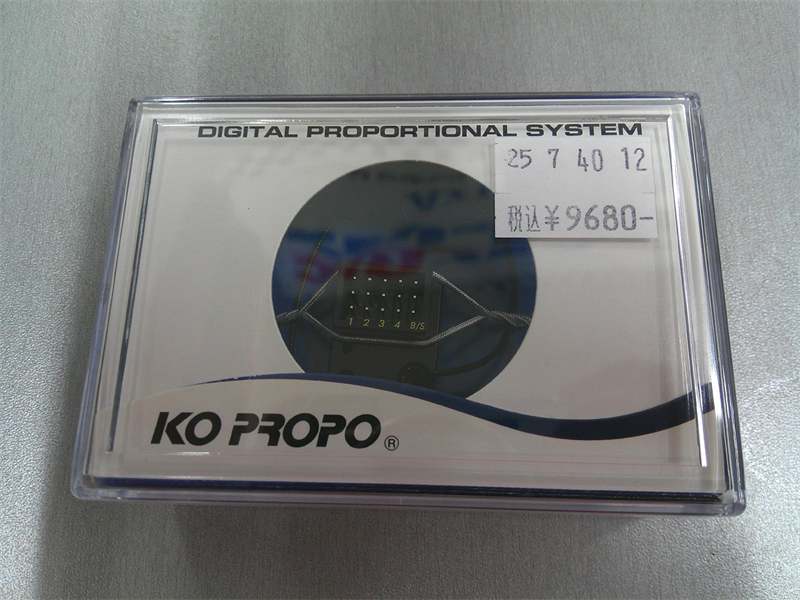 DIGITAL PROPORTIONAL SYSTEM
25 7 40 12
税込¥9680-
1 2 3 4 B/S
KO PROPO®